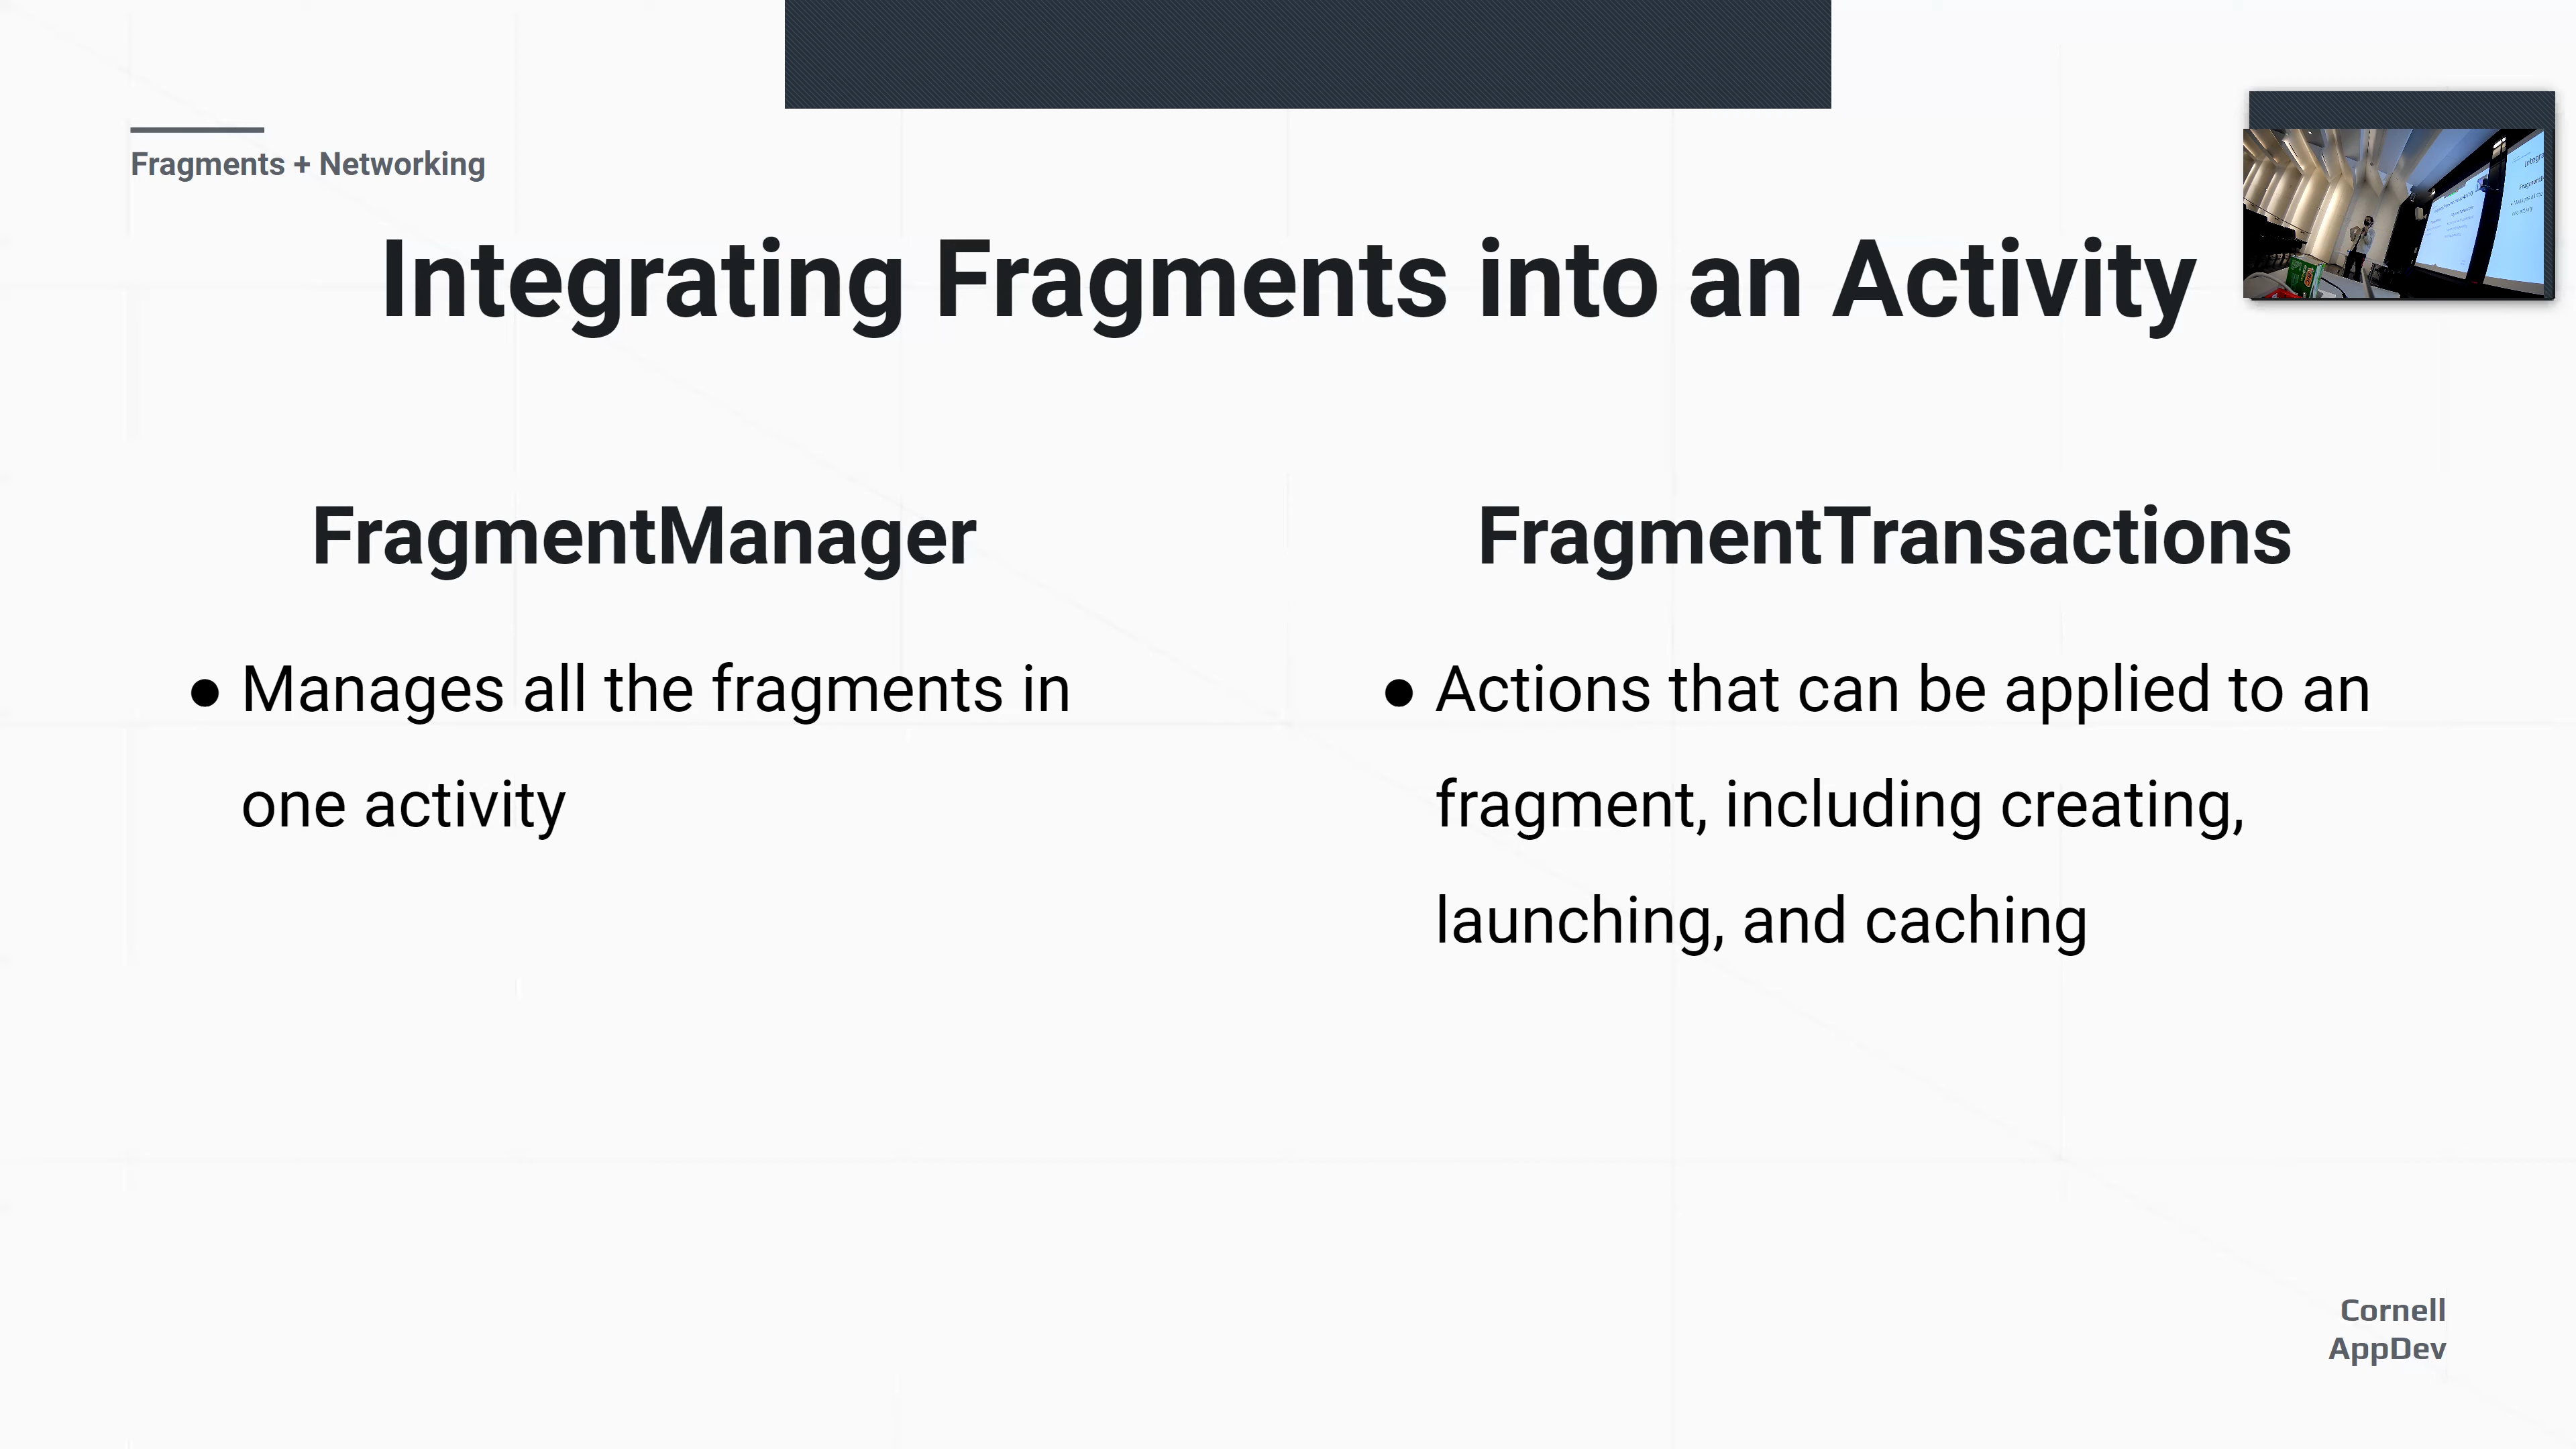 Fragments + Networking
Integrating Fragments into an Activity
FragmentManager
● Manages all the fragments in
one activity
FragmentTransactions
● Actions that can be applied to an
fragment, including creating,
launching, and caching
Cornell
AppDev